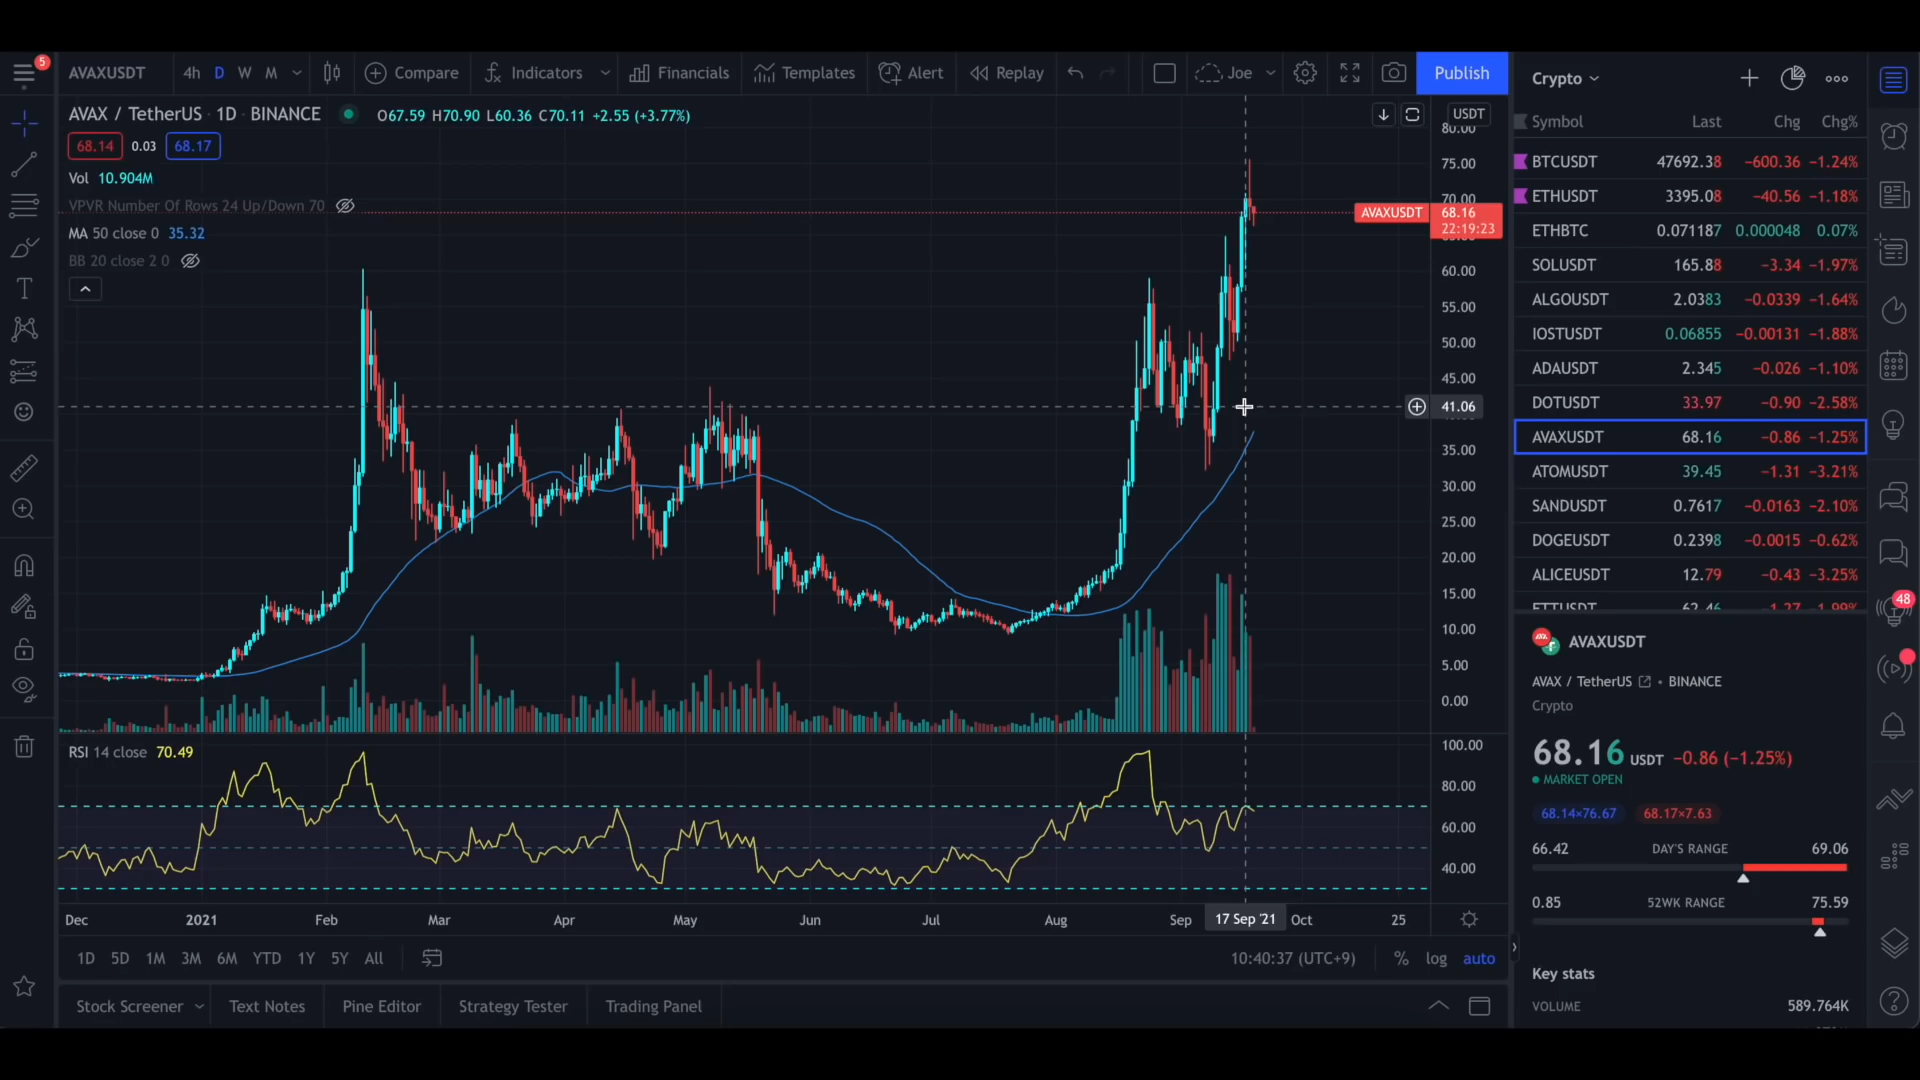 5
AVAXUSDT
4h D W M
Compare
Indicators
Financials
Templates
Alert
Replay
Joe
Publish
AVAX / TetherUS · 1D · BINANCE
O67.59 H70.90 L60.36 C70.11 +2.55 (+3.77%)
68.14 0.03 68.17
Vol 10.904M
VPVR Number Of Rows 24 Up/Down 70
MA 50 close 0 35.32
BB 20 close 2 0
USDT
80.00
75.00
70.00
AVAXUSDT 68.16
22:19:23
60.00
55.00
50.00
45.00
41.06
35.00
30.00
25.00
20.00
15.00
10.00
5.00
0.00
RSI 14 close 70.49
100.00
80.00
60.00
40.00
Dec 2021 Feb Mar Apr May Jun Jul Aug Sep 17 Sep '21 Oct 25
1D 5D 1M 3M 6M YTD 1Y 5Y All
10:40:37 (UTC+9) % log auto
Stock Screener
Text Notes
Pine Editor
Strategy Tester
Trading Panel
Crypto
Symbol Last Chg Chg%
BTCUSDT 47692.38 −600.36 −1.24%
ETHUSDT 3395.08 −40.56 −1.18%
ETHBTC 0.071187 0.000048 0.07%
SOLUSDT 165.88 −3.34 −1.97%
ALGOUSDT 2.0383 −0.0339 −1.64%
IOSTUSDT 0.06855 −0.00131 −1.88%
ADAUSDT 2.345 −0.026 −1.10%
DOTUSDT 33.97 −0.90 −2.58%
AVAXUSDT 68.16 −0.86 −1.25%
ATOMUSDT 39.45 −1.31 −3.21%
SANDUSDT 0.7617 −0.0163 −2.10%
DOGEUSDT 0.2398 −0.0015 −0.62%
ALICEUSDT 12.79 −0.43 −3.25%
AVAXUSDT
AVAX / TetherUS • BINANCE
Crypto
68.16 USDT −0.86 (−1.25%)
MARKET OPEN
68.14×76.67 68.17×7.63
66.42 DAY'S RANGE 69.06
0.85 52WK RANGE 75.59
Key stats
VOLUME 589.764K
48